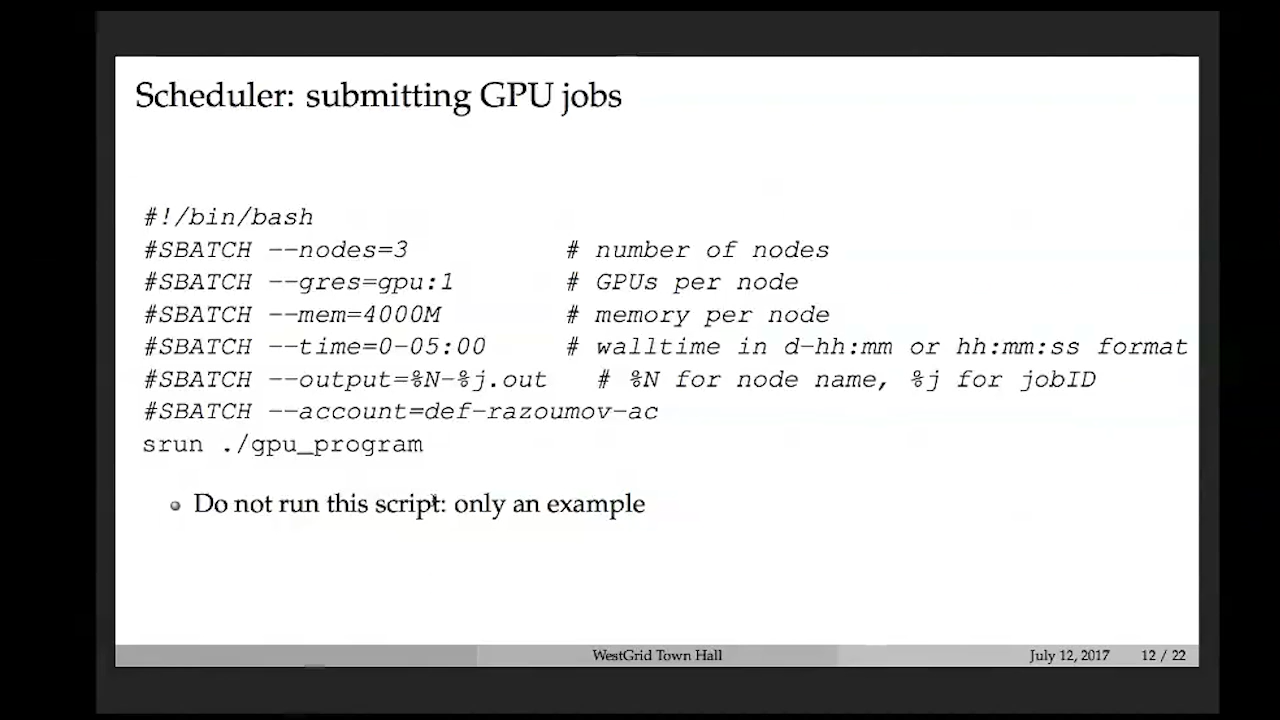 Scheduler: submitting GPU jobs
#!/bin/bash
#SBATCH --nodes=3 # number of nodes
#SBATCH --gres=gpu:1 # GPUs per node
#SBATCH --mem=4000M # memory per node
#SBATCH --time=0-05:00 # walltime in d-hh:mm or hh:mm:ss format
#SBATCH --output=%N-%j.out # %N for node name, %j for jobID
#SBATCH --account=def-razoumov-ac
srun ./gpu_program
Do not run this script: only an example
WestGrid Town Hall July 12, 2017 12 / 22